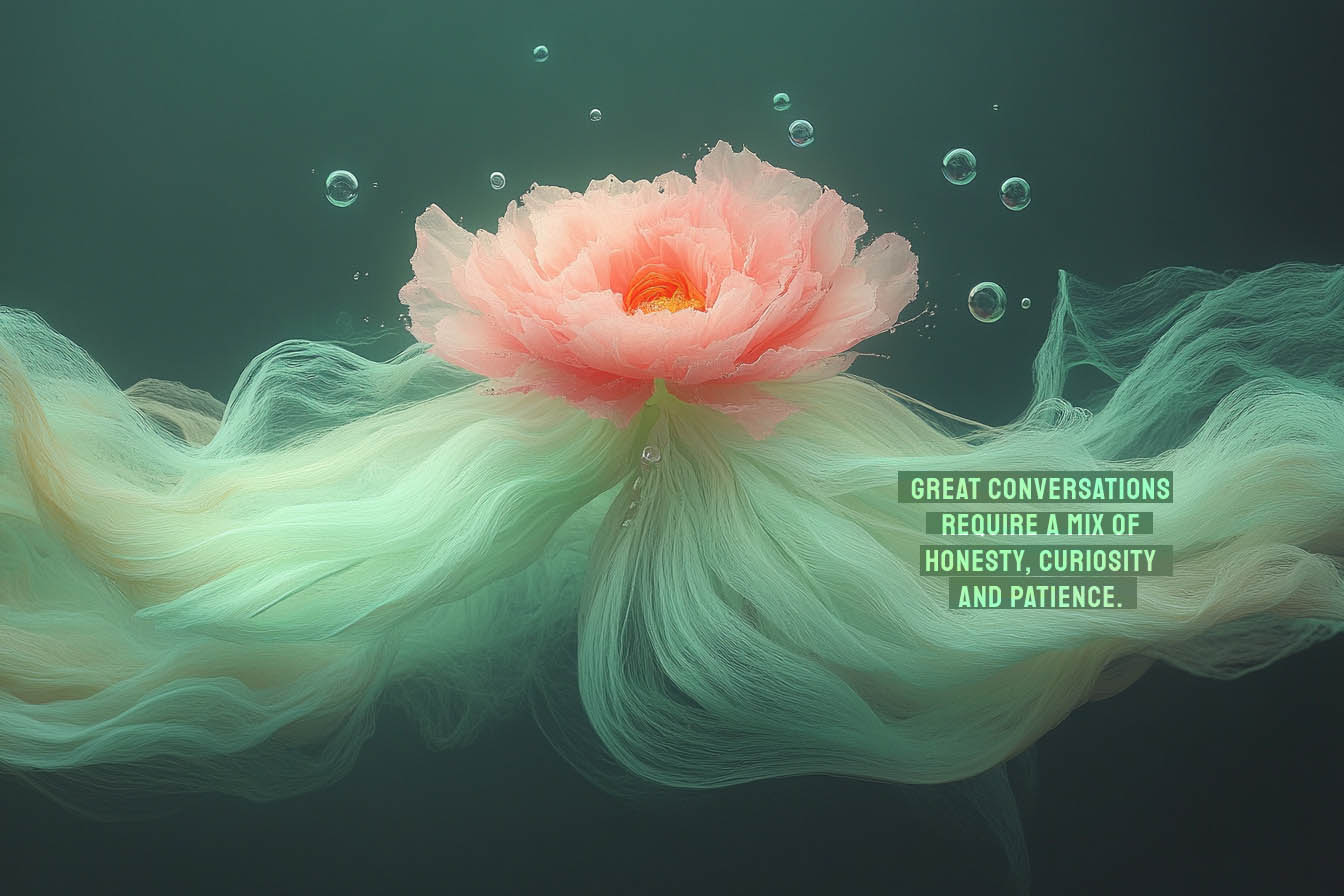 GREAT CONVERSATIONS
REQUIRE A MIX OF
HONESTY, CURIOSITY
AND PATIENCE.